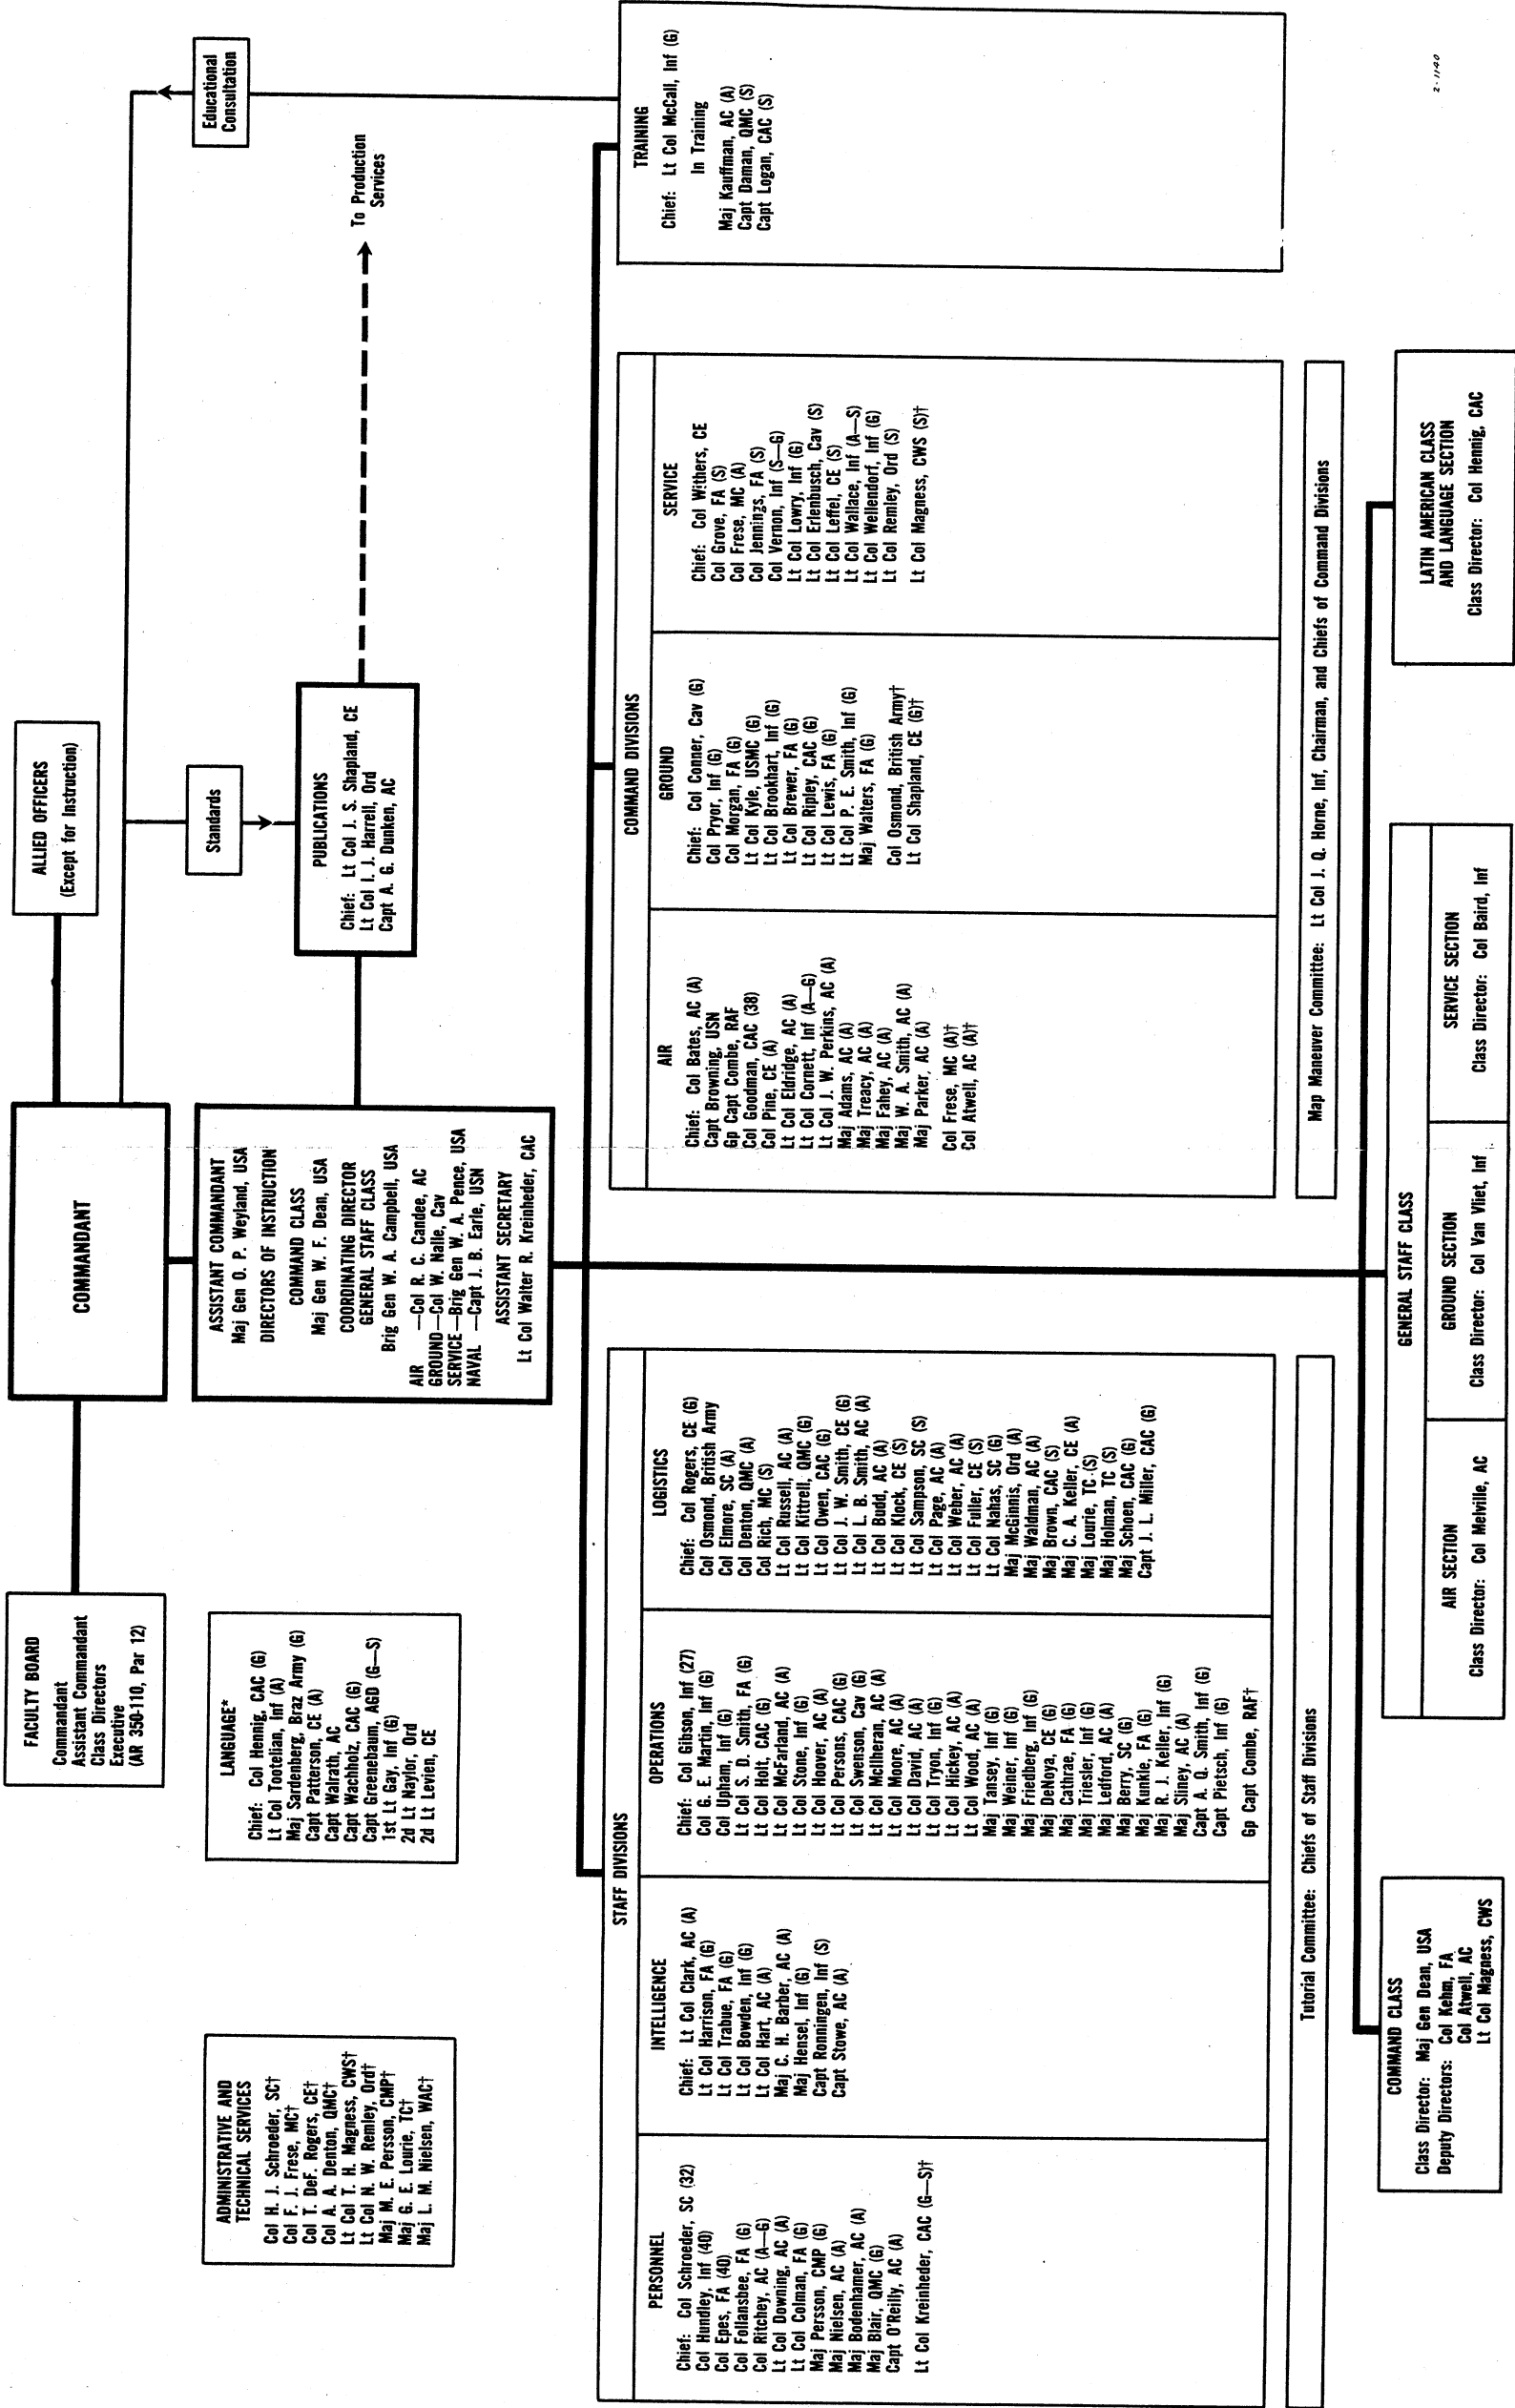 FACULTY BOARD
Commandant
Assistant Commandant
Class Directors
Executive
(AR 350-110, Par 12)
COMMANDANT
ALLIED OFFICERS
(Except for Instruction)
Educational
Consultation
Standards
ADMINISTRATIVE AND
TECHNICAL SERVICES
Col H. J. Schroeder, SC†
Col F. J. Frese, MC†
Col T. DeF. Rogers, CE†
Col A. A. Denton, QMC†
Lt Col T. H. Magness, CWS†
Lt Col N. W. Remley, Ord†
Maj M. E. Persson, CMP†
Maj G. E. Lourie, TC†
Maj L. M. Nielsen, WAC†
LANGUAGE*
Chief: Col Hennig, CAC (G)
Lt Col Tootelian, Inf (A)
Maj Sardenberg, Braz Army (G)
Capt Patterson, CE (A)
Capt Walrath, AC
Capt Wachholz, CAC (G)
Capt Greenebaum, AGD (G—S)
1st Lt Gay, Inf (G)
2d Lt Naylor, Ord
2d Lt Levien, CE
ASSISTANT COMMANDANT
Maj Gen O. P. Weyland, USA
DIRECTORS OF INSTRUCTION
COMMAND CLASS
Maj Gen W. F. Dean, USA
COORDINATING DIRECTOR
GENERAL STAFF CLASS
Brig Gen W. A. Campbell, USA
AIR —Col R. C. Candee, AC
GROUND—Col W. Nalle, Cav
SERVICE—Brig Gen W. A. Pence, USA
NAVAL —Capt J. B. Earle, USN
ASSISTANT SECRETARY
Lt Col Walter R. Kreinheder, CAC
PUBLICATIONS
Chief: Lt Col J. S. Shapland, CE
Lt Col I. J. Harrell, Ord
Capt A. G. Dunken, AC
To Production
Services
STAFF DIVISIONS
PERSONNEL
Chief: Col Schroeder, SC (32)
Col Hundley, Inf (40)
Col Epes, FA (40)
Col Follansbee, FA (G)
Col Ritchey, AC (A—G)
Lt Col Downing, AC (A)
Lt Col Colman, FA (G)
Maj Persson, CMP (G)
Maj Nielsen, AC (A)
Maj Bodenhamer, AC (A)
Maj Blair, QMC (G)
Capt O'Reilly, AC (A)
Lt Col Kreinheder, CAC (G—S)†
INTELLIGENCE
Chief: Lt Col Clark, AC (A)
Lt Col Harrison, FA (G)
Lt Col Trabue, FA (G)
Lt Col Bowden, Inf (G)
Lt Col Hart, AC (A)
Maj C. H. Barber, AC (A)
Maj Hensel, Inf (G)
Capt Ronningen, Inf (S)
Capt Stowe, AC (A)
OPERATIONS
Chief: Col Gibson, Inf (27)
Col G. E. Martin, Inf (G)
Col Upham, Inf (G)
Lt Col S. D. Smith, FA (G)
Lt Col Holt, CAC (G)
Lt Col McFarland, AC (A)
Lt Col Stone, Inf (G)
Lt Col Hoover, AC (A)
Lt Col Persons, CAC (G)
Lt Col Swenson, Cav (G)
Lt Col McIlheran, AC (A)
Lt Col Moore, AC (A)
Lt Col David, AC (A)
Lt Col Tryon, Inf (G)
Lt Col Hickey, AC (A)
Lt Col Wood, AC (A)
Maj Tansey, Inf (G)
Maj Weiner, Inf (G)
Maj Friedberg, Inf (G)
Maj DeNoya, CE (G)
Maj Cathrae, FA (G)
Maj Triesler, Inf (G)
Maj Ledford, AC (A)
Maj Berry, SC (G)
Maj Kunkle, FA (G)
Maj R. J. Keller, Inf (G)
Maj Sliney, AC (A)
Capt A. Q. Smith, Inf (G)
Capt Pietsch, Inf (G)
Gp Capt Combe, RAF†
LOGISTICS
Chief: Col Rogers, CE (G)
Col Osmond, British Army
Col Elmore, SC (A)
Col Denton, QMC (A)
Col Rich, MC (S)
Lt Col Russell, AC (A)
Lt Col Kittrell, QMC (G)
Lt Col Owen, CAC (G)
Lt Col J. W. Smith, CE (G)
Lt Col L. B. Smith, AC (A)
Lt Col Budd, AC (A)
Lt Col Klock, CE (S)
Lt Col Sampson, SC (S)
Lt Col Page, AC (A)
Lt Col Weber, AC (A)
Lt Col Fuller, CE (S)
Lt Col Nahas, SC (G)
Maj McGinnis, Ord (A)
Maj Waldman, AC (A)
Maj Brown, CAC (S)
Maj C. A. Keller, CE (A)
Maj Lourie, TC (S)
Maj Holman, TC (S)
Maj Schoen, CAC (G)
Capt J. L. Miller, CAC (G)
Tutorial Committee: Chiefs of Staff Divisions
COMMAND DIVISIONS
AIR
Chief: Col Bates, AC (A)
Capt Browning, USN
Gp Capt Combe, RAF
Col Goodman, CAC (38)
Col Pine, CE (A)
Lt Col Eldridge, AC (A)
Lt Col Cornett, Inf (A—G)
Lt Col J. W. Perkins, AC (A)
Maj Adams, AC (A)
Maj Treacy, AC (A)
Maj Fahey, AC (A)
Maj W. A. Smith, AC (A)
Maj Parker, AC (A)
Col Frese, MC (A)†
Col Atwell, AC (A)†
GROUND
Chief: Col Conner, Cav (G)
Col Pryor, Inf (G)
Col Morgan, FA (G)
Lt Col Kyle, USMC (G)
Lt Col Brookhart, Inf (G)
Lt Col Brewer, FA (G)
Lt Col Ripley, CAC (G)
Lt Col Lewis, FA (G)
Lt Col P. E. Smith, Inf (G)
Maj Walters, FA (G)
Col Osmond, British Army†
Lt Col Shapland, CE (G)†
SERVICE
Chief: Col Withers, CE
Col Grove, FA (S)
Col Frese, MC (A)
Col Jennings, FA (S)
Col Vernon, Inf (S—G)
Lt Col Lowry, Inf (G)
Lt Col Erlenbusch, Cav (S)
Lt Col Leffel, CE (S)
Lt Col Wallace, Inf (A—S)
Lt Col Wellendorf, Inf (G)
Lt Col Remley, Ord (S)
Lt Col Magness, CWS (S)†
Map Maneuver Committee: Lt Col J. Q. Horne, Inf, Chairman, and Chiefs of Command Divisions
TRAINING
Chief: Lt Col McCall, Inf (G)
In Training
Maj Kauffman, AC (A)
Capt Daman, QMC (S)
Capt Logan, CAC (S)
COMMAND CLASS
Class Director: Maj Gen Dean, USA
Deputy Directors: Col Kehm, FA
Col Atwell, AC
Lt Col Magness, CWS
GENERAL STAFF CLASS
AIR SECTION
Class Director: Col Melville, AC
GROUND SECTION
Class Director: Col Van Vliet, Inf
SERVICE SECTION
Class Director: Col Baird, Inf
LATIN AMERICAN CLASS
AND LANGUAGE SECTION
Class Director: Col Hennig, CAC
2-1140